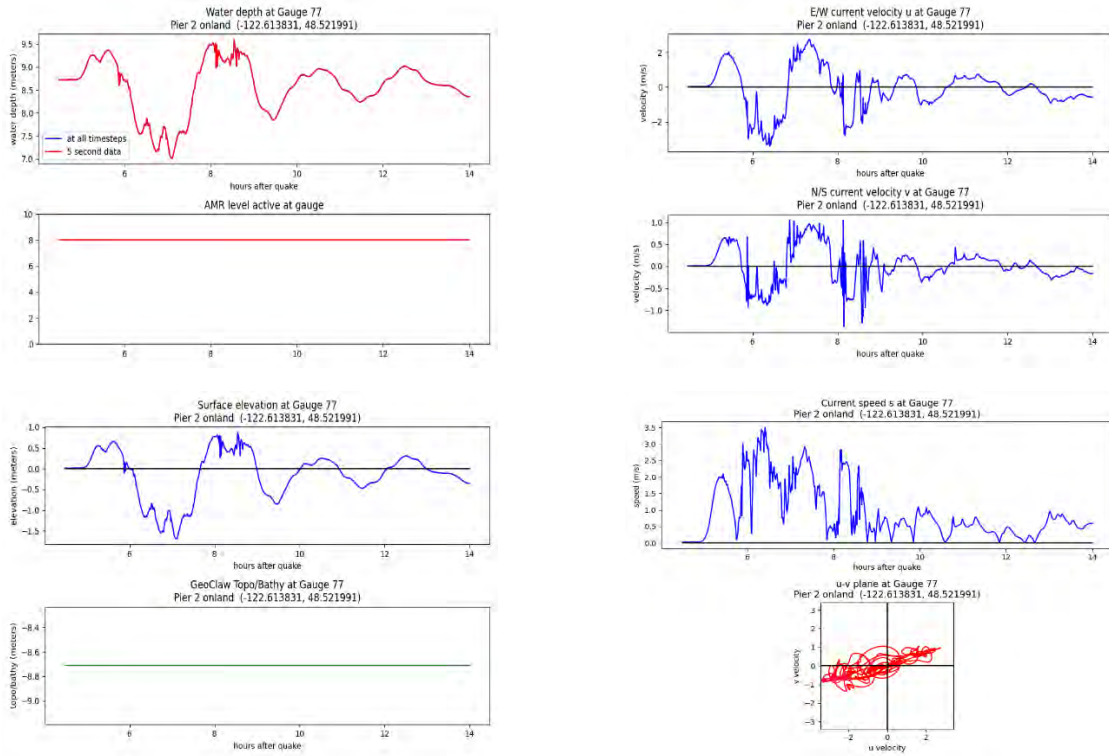 Water depth at Gauge 77
Pier 2 onland (-122.613831, 48.521991)
water depth (meters)
9.5
9.0
8.5
8.0
7.5
7.0
at all timesteps
5 second data
6 8 10 12 14
hours after quake
AMR level active at gauge
10
8
6
4
2
0
6 8 10 12 14
Surface elevation at Gauge 77
Pier 2 onland (-122.613831, 48.521991)
elevation (meters)
1.0
0.5
0.0
−0.5
−1.0
−1.5
6 8 10 12 14
hours after quake
GeoClaw Topo/Bathy at Gauge 77
Pier 2 onland (-122.613831, 48.521991)
topo/bathy (meters)
−8.4
−8.6
−8.8
−9.0
6 8 10 12 14
hours after quake
E/W current velocity u at Gauge 77
Pier 2 onland (-122.613831, 48.521991)
velocity (m/s)
2
0
−2
6 8 10 12 14
hours after quake
N/S current velocity v at Gauge 77
Pier 2 onland (-122.613831, 48.521991)
velocity (m/s)
1.0
0.5
0.0
−0.5
−1.0
6 8 10 12 14
hours after quake
Current speed s at Gauge 77
Pier 2 onland (-122.613831, 48.521991)
speed (m/s)
3.5
3.0
2.5
2.0
1.5
1.0
0.5
0.0
6 8 10 12 14
hours after quake
u-v plane at Gauge 77
Pier 2 onland (-122.613831, 48.521991)
v velocity
3
2
1
0
−1
−2
−3
−2 0 2
u velocity